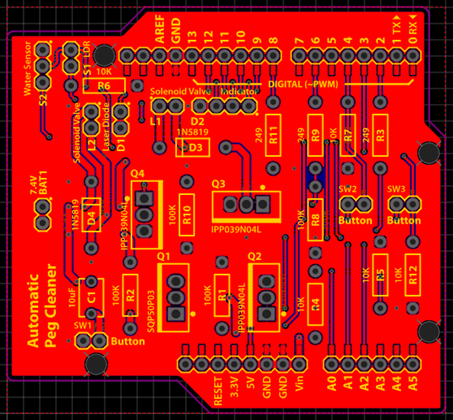 AREF
GND
13
12
11
10
9
8
7
6
5
4
3
2
1 TX▶
0 RX◀
DIGITAL (~PWM)
Water Sensor
S2
S1
LDR
10K
R6
Solenoid Valve
Indicator
L1
D2
1N5819
D3
Solenoid Valve
L2
Laser Diode
D1
249
R11
249
R9
10K
R7
249
R3
7.4V
BAT1
1N5819
D4
Q4
IPP039N04L
100K
R10
Q3
IPP039N04L
100K
R8
SW2
Button
SW3
Button
Automatic
Peg Cleaner
10uF
C1
SW1
Button
100K
R2
Q1
SQP50P03
100K
R1
Q2
IPP039N04L
10K
R4
10K
R5
10K
R12
RESET
3.3V
5V
GND
GND
Vin
A0
A1
A2
A3
A4
A5